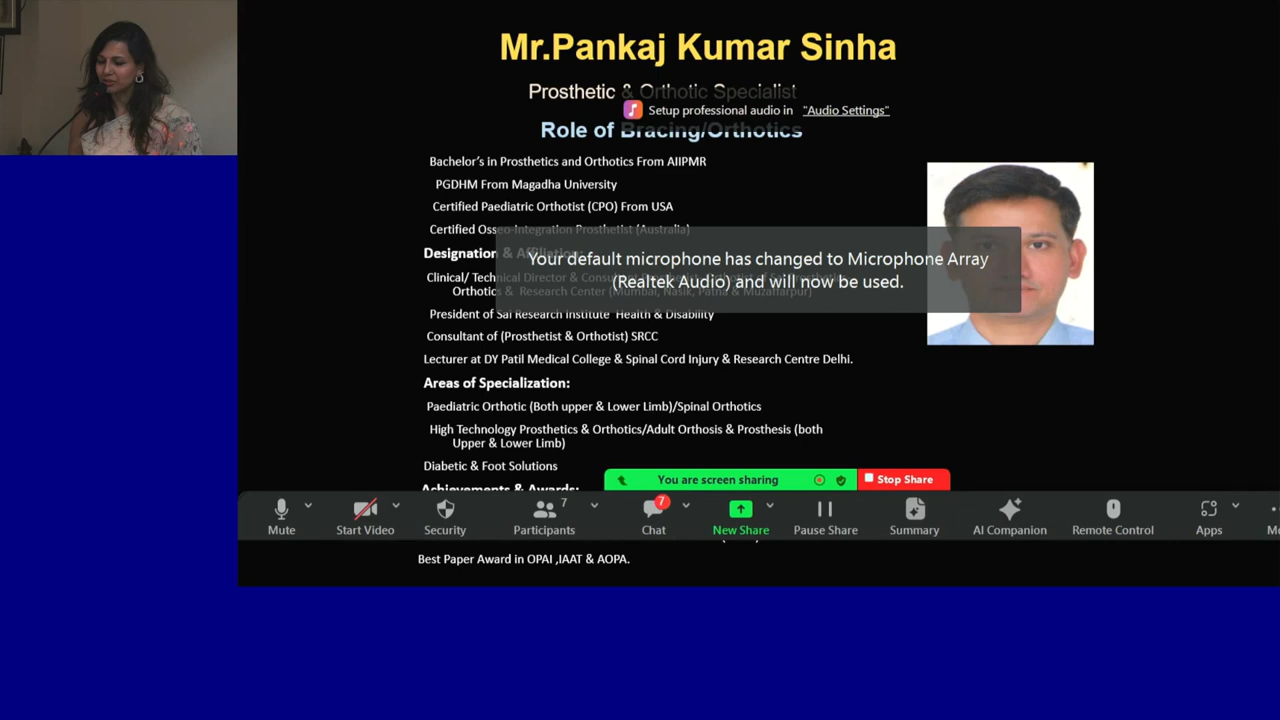 Mr.Pankaj Kumar Sinha
Prosthetic & Orthotic Specialist
Setup professional audio in "Audio Settings"
Role of Bracing/Orthotics
Bachelor's in Prosthetics and Orthotics From AIIPMR
PGDHM From Magadha University
Certified Paediatric Orthotist (CPO) From USA
Certified Osseo-Integration Prosthetist (Australia)
Designation &
Your default microphone has changed to Microphone Array
(Realtek Audio) and will now be used.
Clinical/ Technical Director &
Orthotics & Research Center (Mumbai, Nasik, Patna & Muzaffarpur)
President of Sai Research Institute Health & Disability
Consultant of (Prosthetist & Orthotist) SRCC
Lecturer at DY Patil Medical College & Spinal Cord Injury & Research Centre Delhi.
Areas of Specialization:
Paediatric Orthotic (Both upper & Lower Limb)/Spinal Orthotics
High Technology Prosthetics & Orthotics/Adult Orthosis & Prosthesis (both
Upper & Lower Limb)
Diabetic & Foot Solutions
You are screen sharing Stop Share
Achievements & Awards:
7 7
Mute Start Video Security Participants Chat New Share Pause Share Summary AI Companion Remote Control Apps
Best Paper Award in OPAI ,IAAT & AOPA.